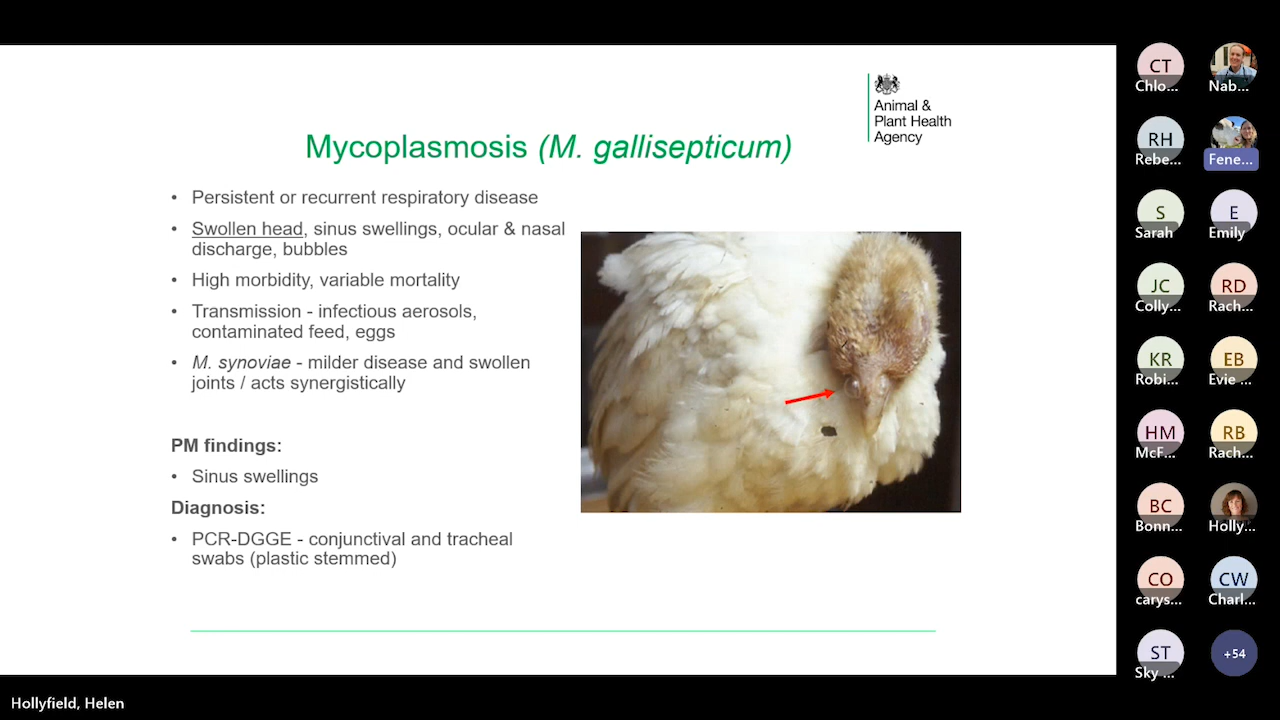 Animal &
Plant Health
Agency
Mycoplasmosis (M. gallisepticum)
• Persistent or recurrent respiratory disease
• Swollen head, sinus swellings, ocular & nasal
discharge, bubbles
• High morbidity, variable mortality
• Transmission - infectious aerosols,
contaminated feed, eggs
• M. synoviae - milder disease and swollen
joints / acts synergistically
PM findings:
• Sinus swellings
Diagnosis:
• PCR-DGGE - conjunctival and tracheal
swabs (plastic stemmed)
CT
Chlo... Nab...
RH
Rebe... Fene...
S E
Sarah Emily
JC RD
Colly... Rach...
KR EB
Robi... Evie ...
HM RB
McF... Rach...
BC
Bonn... Holly...
CO CW
carys... Charl...
ST +54
Sky ...
Hollyfield, Helen